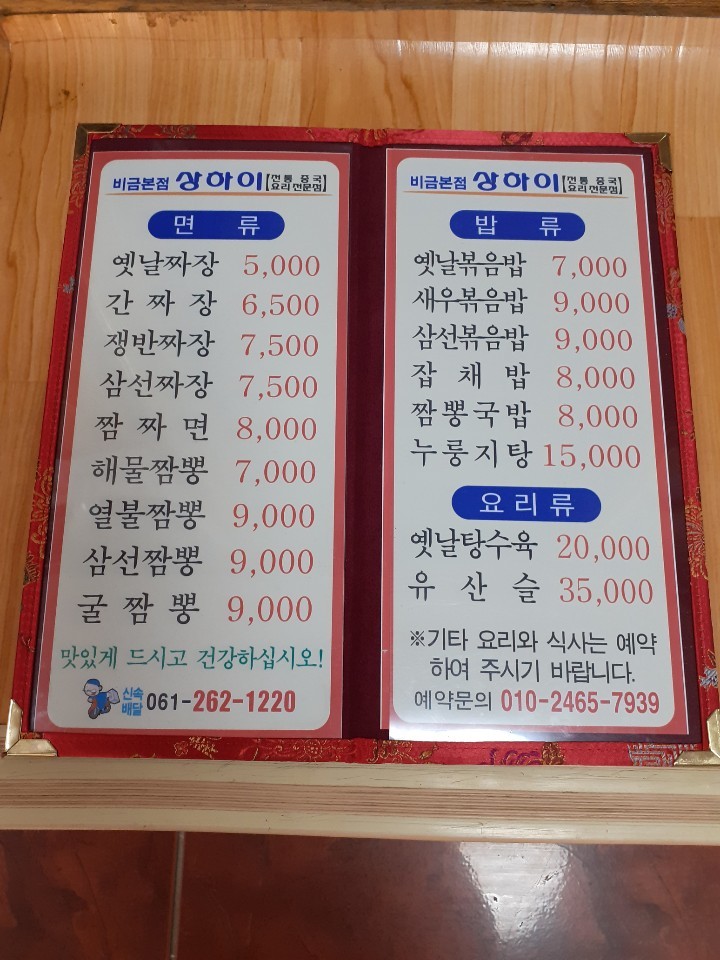 비금본점 상하이 [전통 중국 요리전문점]
면 류
옛날짜장 5,000
간 짜 장 6,500
쟁반짜장 7,500
삼선짜장 7,500
짬 짜 면 8,000
해물짬뽕 7,000
열불짬뽕 9,000
삼선짬뽕 9,000
굴 짬 뽕 9,000
맛있게 드시고 건강하십시오!
신속 배달 061-262-1220
비금본점 상하이 [전통 중국 요리전문점]
밥 류
옛날볶음밥 7,000
새우볶음밥 9,000
삼선볶음밥 9,000
잡 채 밥 8,000
짬뽕국밥 8,000
누룽지탕 15,000
요리류
옛날탕수육 20,000
유 산 슬 35,000
※기타 요리와 식사는 예약
하여 주시기 바랍니다.
예약문의 010-2465-7939